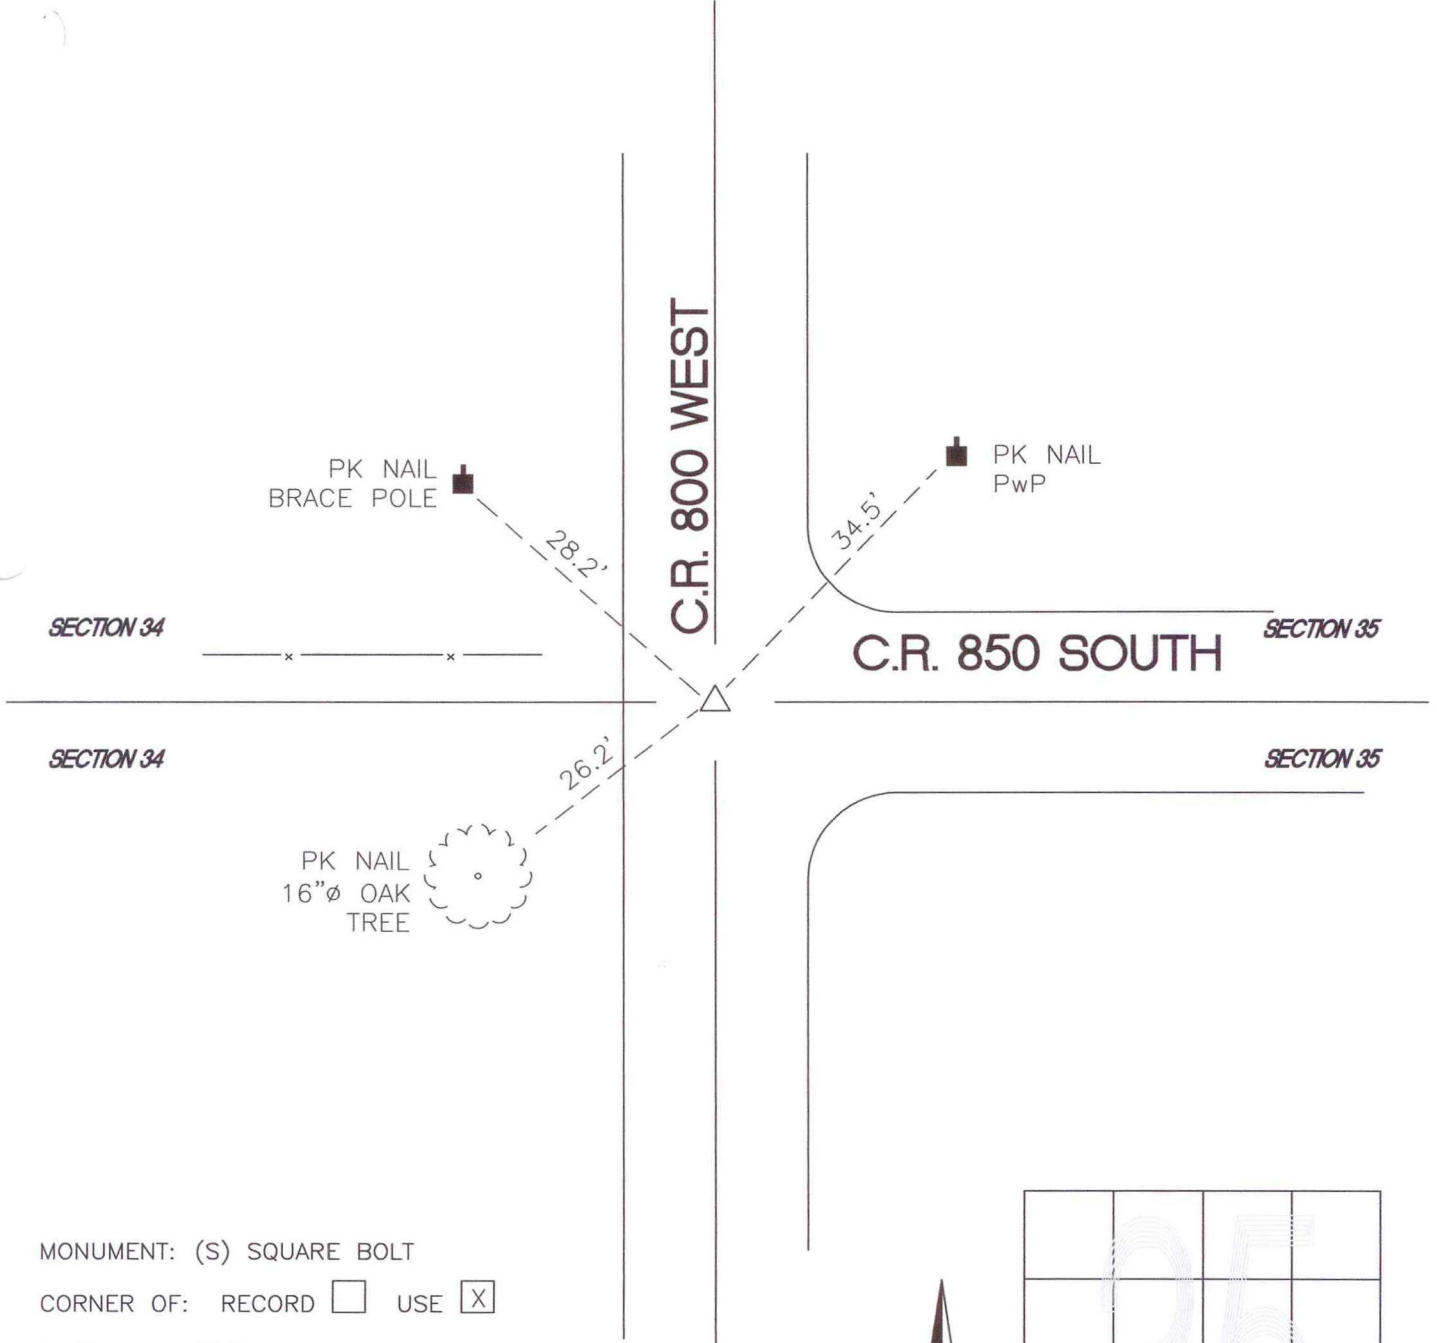 C.R. 800 WEST
PK NAIL
BRACE POLE
PK NAIL
PwP
28.2'
34.5'
SECTION 34
SECTION 35
C.R. 850 SOUTH
SECTION 34
SECTION 35
26.2'
PK NAIL
16"ø OAK
TREE
MONUMENT: (S) SQUARE BOLT
CORNER OF: RECORD USE X
35